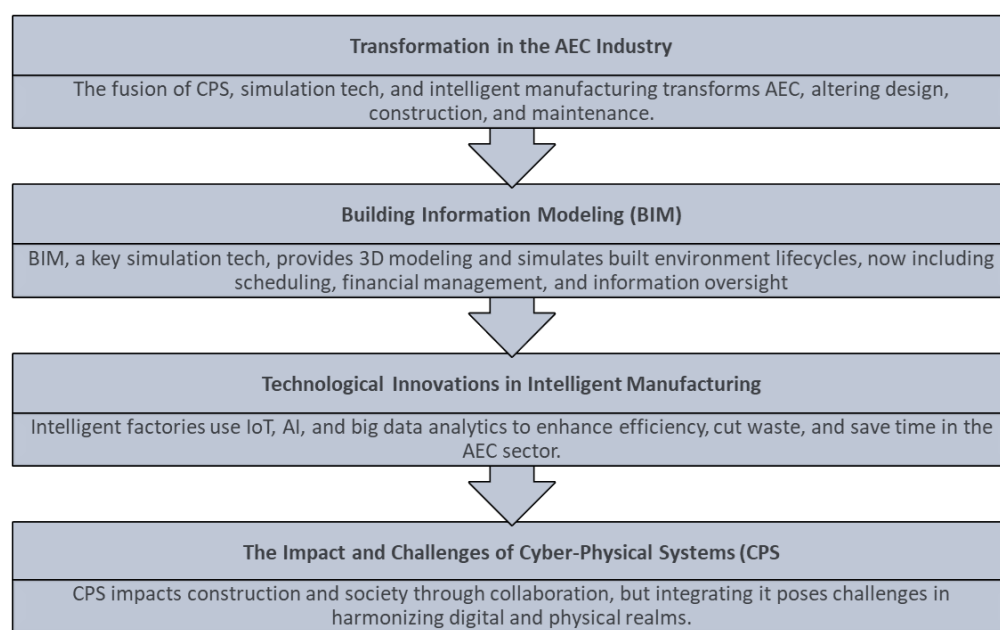 Transformation in the AEC Industry
The fusion of CPS, simulation tech, and intelligent manufacturing transforms AEC, altering design,
construction, and maintenance.
Building Information Modeling (BIM)
BIM, a key simulation tech, provides 3D modeling and simulates built environment lifecycles, now including
scheduling, financial management, and information oversight
Technological Innovations in Intelligent Manufacturing
Intelligent factories use IoT, AI, and big data analytics to enhance efficiency, cut waste, and save time in the
AEC sector.
The Impact and Challenges of Cyber-Physical Systems (CPS
CPS impacts construction and society through collaboration, but integrating it poses challenges in
harmonizing digital and physical realms.